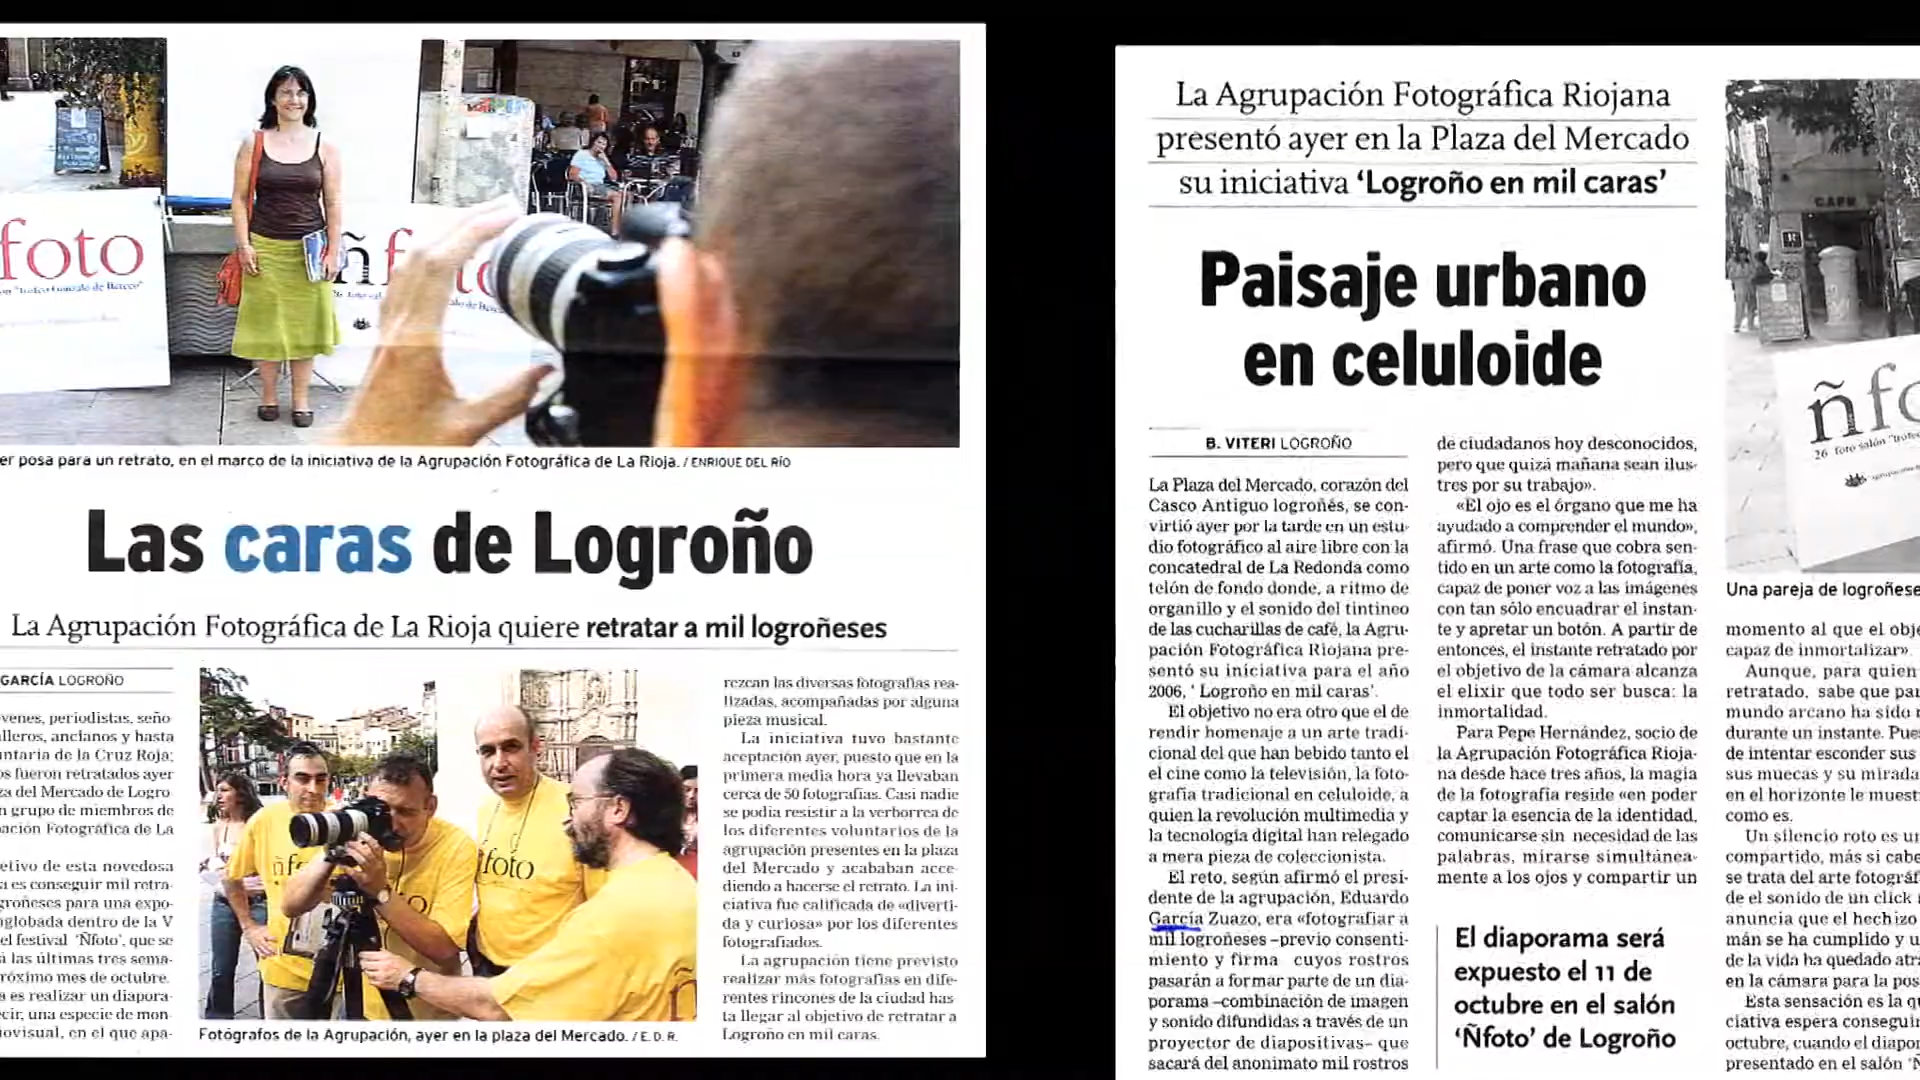 foto
ñf
er posa para un retrato, en el marco de la iniciativa de la Agrupación Fotográfica de La Rioja. / ENRIQUE DEL RÍO
Las caras de Logroño
La Agrupación Fotográfica de La Rioja quiere retratar a mil logroñeses
GARCÍA LOGROÑO
venes, periodistas, seño
lleros, ancianos y hasta
ntaria de la Cruz Roja;
os fueron retratados ayer
za del Mercado de Logro
n grupo de miembros de
ación Fotográfica de La
etivo de esta novedosa
a es conseguir mil retra-
groñeses para una expo-
nglobada dentro de la V
el festival 'Ñfoto', que se
á las últimas tres sema-
róximo mes de octubre.
a es realizar un diapora-
cir, una especie de mon-
iovisual, en el que apa-
foto
Fotógrafos de la Agrupación, ayer en la plaza del Mercado. / E. D. R.
rezcan las diversas fotografías rea-
lizadas, acompañadas por alguna
pieza musical.
La iniciativa tuvo bastante
aceptación ayer, puesto que en la
primera media hora ya llevaban
cerca de 50 fotografías. Casi nadie
se podía resistir a la verborrea de
los diferentes voluntarios de la
agrupación presentes en la plaza
del Mercado y acababan acce-
diendo a hacerse el retrato. La ini-
ciativa fue calificada de «diverti-
da y curiosa» por los diferentes
fotografiados.
La agrupación tiene previsto
realizar más fotografías en dife-
rentes rincones de la ciudad has-
ta llegar al objetivo de retratar a
Logroño en mil caras.
La Agrupación Fotográfica Riojana
presentó ayer en la Plaza del Mercado
su iniciativa 'Logroño en mil caras'
Paisaje urbano
en celuloide
B. VITERI LOGROÑO
La Plaza del Mercado, corazón del
Casco Antiguo logroñés, se con-
virtió ayer por la tarde en un estu-
dio fotográfico al aire libre con la
concatedral de La Redonda como
telón de fondo donde, a ritmo de
organillo y el sonido del tintineo
de las cucharillas de café, la Agru-
pación Fotográfica Riojana pre-
sentó su iniciativa para el año
2006, ' Logroño en mil caras'.
El objetivo no era otro que el de
rendir homenaje a un arte tradi-
cional del que han bebido tanto el
el cine como la televisión, la foto-
grafía tradicional en celuloide, a
quien la revolución multimedia y
la tecnología digital han relegado
a mera pieza de coleccionista.
El reto, según afirmó el presi-
dente de la agrupación, Eduardo
García Zuazo, era «fotografiar a
mil logroñeses –previo consenti-
miento y firma cuyos rostros
pasarán a formar parte de un dia-
porama –combinación de imagen
y sonido difundidas a través de un
proyector de diapositivas– que
sacará del anonimato mil rostros
de ciudadanos hoy desconocidos,
pero que quizá mañana sean ilus-
tres por su trabajo».
«El ojo es el órgano que me ha
ayudado a comprender el mundo»,
afirmó. Una frase que cobra sen-
tido en un arte como la fotografía,
capaz de poner voz a las imágenes
con tan sólo encuadrar el instan-
te y apretar un botón. A partir de
entonces, el instante retratado por
el objetivo de la cámara alcanza
el elixir que todo ser busca: la
inmortalidad.
Para Pepe Hernández, socio de
la Agrupación Fotográfica Rioja-
na desde hace tres años, la magia
de la fotografía reside «en poder
captar la esencia de la identidad,
comunicarse sin necesidad de las
palabras, mirarse simultánea-
mente a los ojos y compartir un
El diaporama será
expuesto el 11 de
octubre en el salón
'Ñfoto' de Logroño
CAFE
ñfo
26 foto salón
Una pareja de logroñese
momento al que el obje
capaz de inmortalizar».
Aunque, para quien
retratado, sabe que par
mundo arcano ha sido
durante un instante. Pue
de intentar esconder sus
sus muecas y su mirada
en el horizonte le muest
como es.
Un silencio roto es un
compartido, más si cabe
se trata del arte fotográf
de el sonido de un click
anuncia que el hechizo
mán se ha cumplido y u
de la vida ha quedado atra
en la cámara para la pos
Esta sensación es la qu
ciativa espera conseguir
octubre, cuando el diapor
presentado en el salón 'Ñ